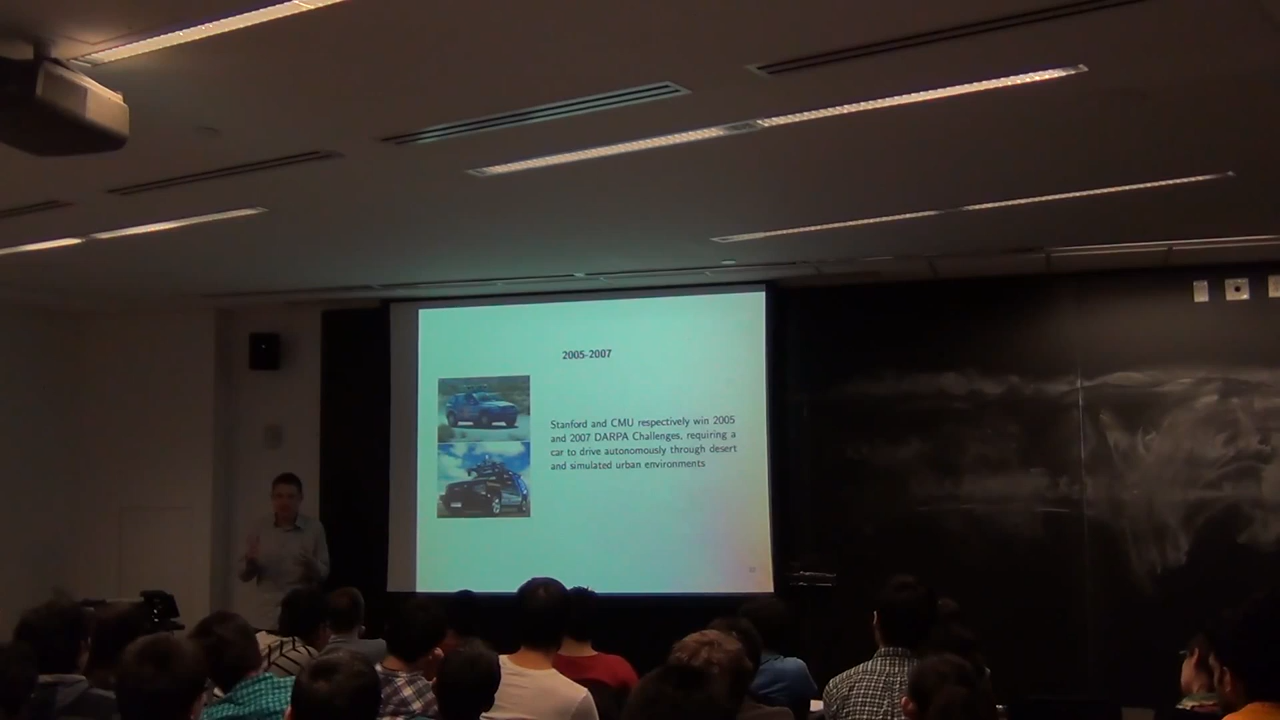 2005-2007
Stanford and CMU respectively win 2005
and 2007 DARPA Challenges, requiring a
car to drive autonomously through desert
and simulated urban environments